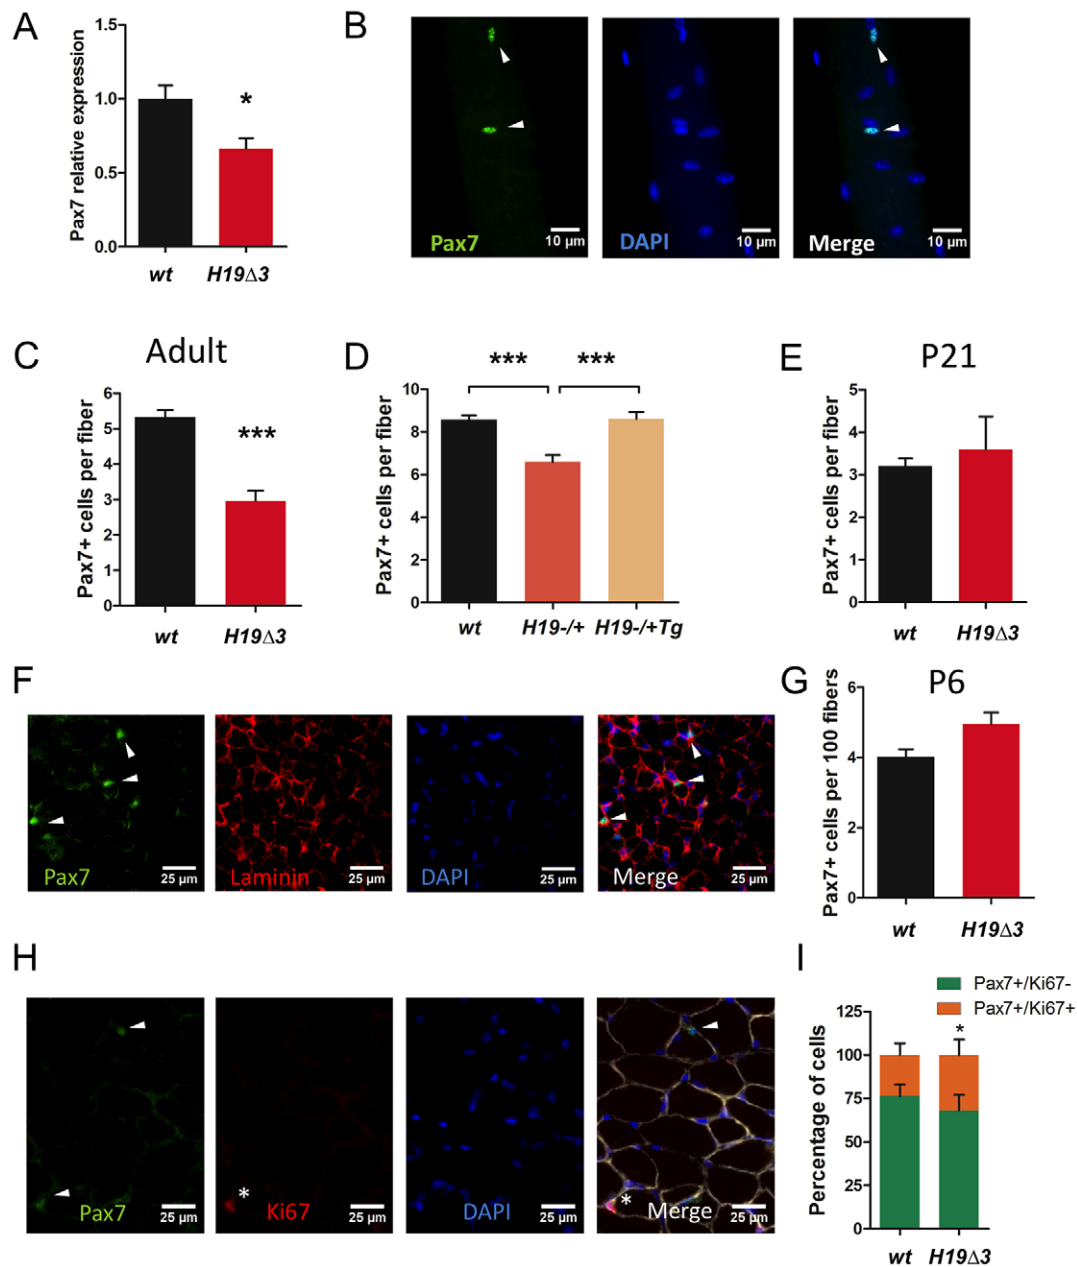 A
Pax7 relative expression
1.5
1.0
0.5
0.0
*
wt
H19Δ3
B
Pax7
10 µm
DAPI
10 µm
Merge
10 µm
C
Adult
Pax7+ cells per fiber
6
5
4
3
2
1
0
***
wt
H19Δ3
D
Pax7+ cells per fiber
10
8
6
4
2
0
***
***
wt
H19-/+
H19-/+Tg
E
P21
Pax7+ cells per fiber
5
4
3
2
1
0
wt
H19Δ3
F
Pax7
25 µm
Laminin
25 µm
DAPI
25 µm
Merge
25 µm
G
P6
Pax7+ cells per 100 fibers
6
4
2
0
wt
H19Δ3
H
Pax7
25 µm
*
Ki67
25 µm
DAPI
25 µm
*
Merge
25 µm
I
Pax7+/Ki67-
Pax7+/Ki67+
Percentage of cells
125
100
75
50
25
0
*
wt
H19Δ3